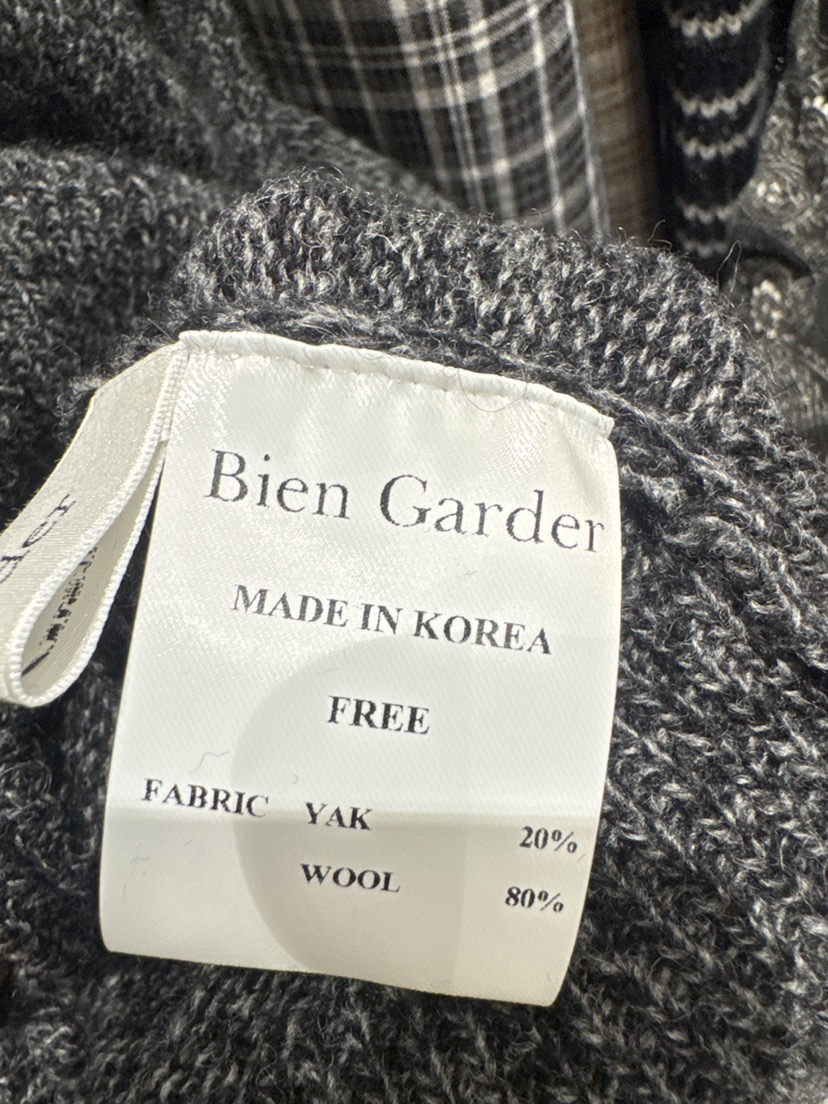 Bien Garder
MADE IN KOREA
FREE
FABRIC YAK 20%
WOOL 80%